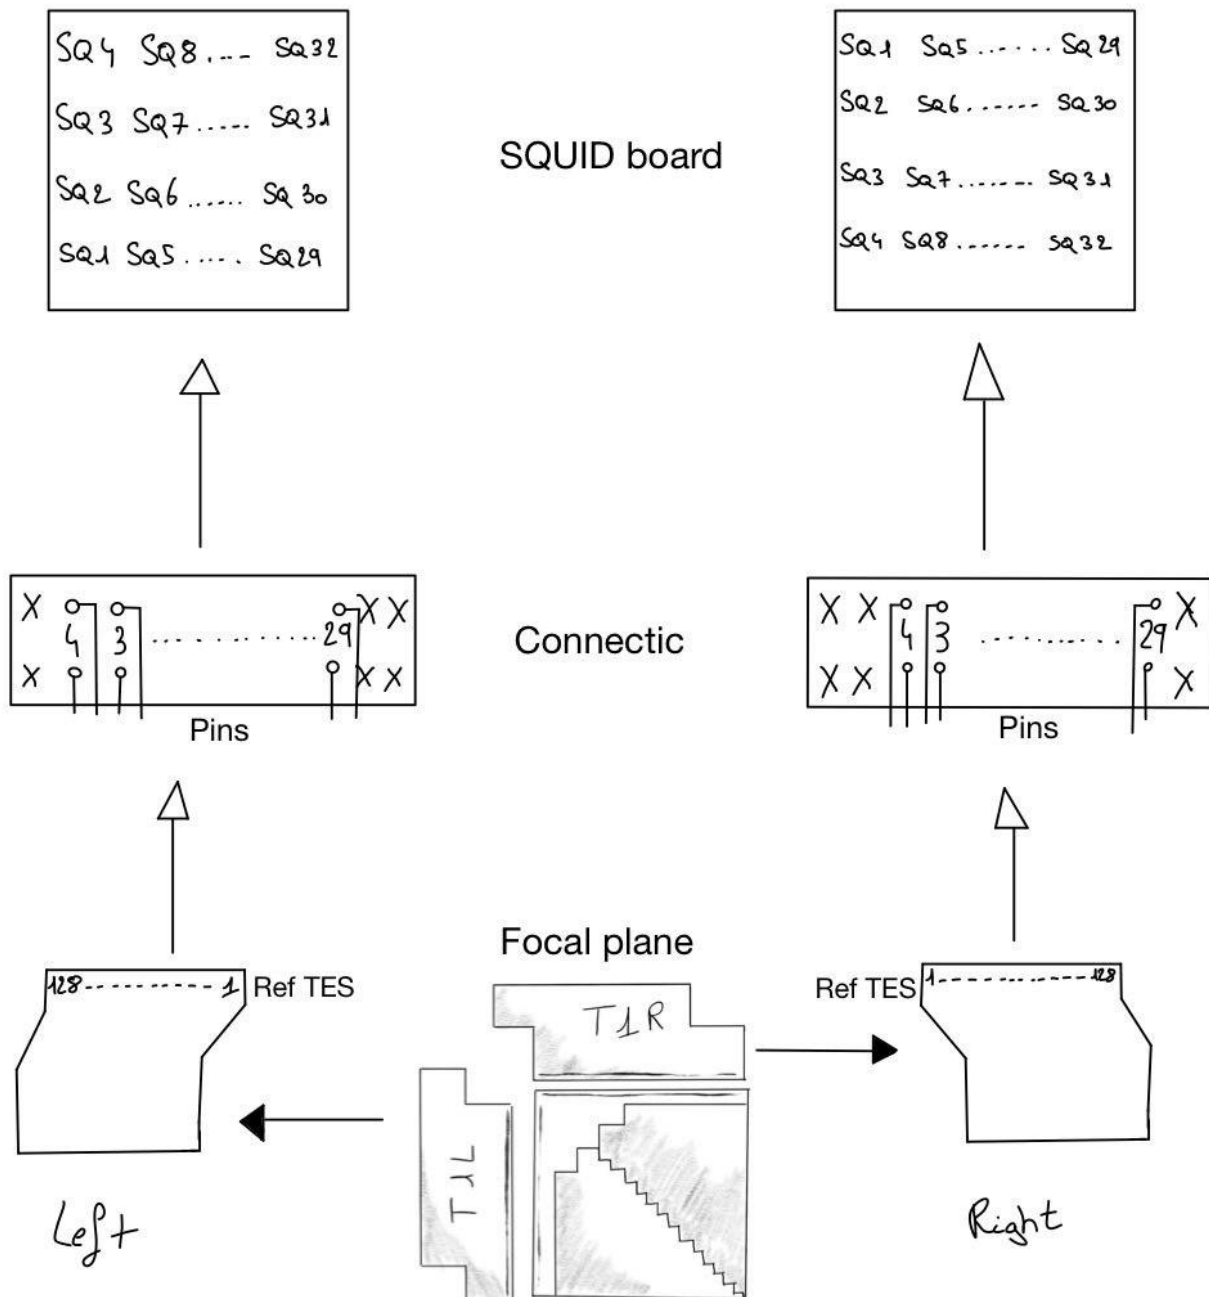 SQ4 SQ8 .... SQ32
SQ3 SQ7 ..... SQ31
SQ2 SQ6 ...... SQ30
SQ1 SQ5 ..... SQ29
SQUID board
SQ1 SQ5 ....... SQ29
SQ2 SQ6 ....... SQ30
SQ3 SQ7 ........ SQ31
SQ4 SQ8 ....... SQ32
X 4 3 ............... 29 X X
X X X
Pins
Connectic
X X 4 3 ............ 29 X
X X X
Pins
Focal plane
128 ---------- 1
Ref TES
T1R
T1L
Ref TES
1 ----------- 128
Left
Right